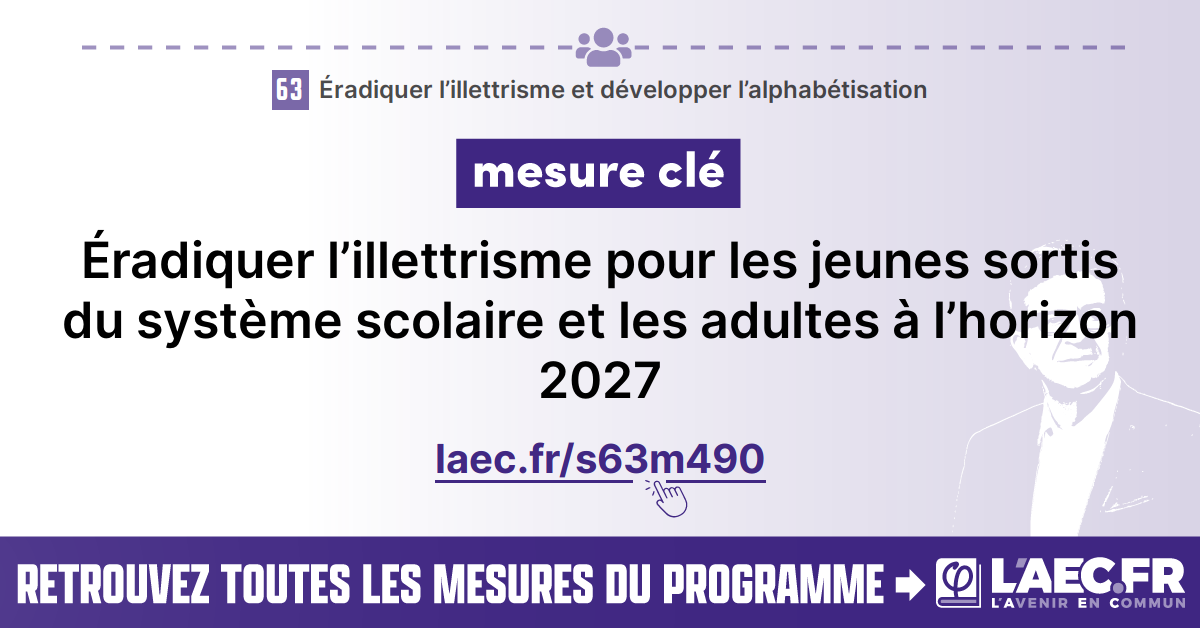 63 Éradiquer l’illettrisme et développer l’alphabétisation
mesure clé
Éradiquer l’illettrisme pour les jeunes sortis
du système scolaire et les adultes à l’horizon
2027
laec.fr/s63m490
RETROUVEZ TOUTES LES MESURES DU PROGRAMME ➜ φ L’AEC.FR
L’AVENIR EN COMMUN